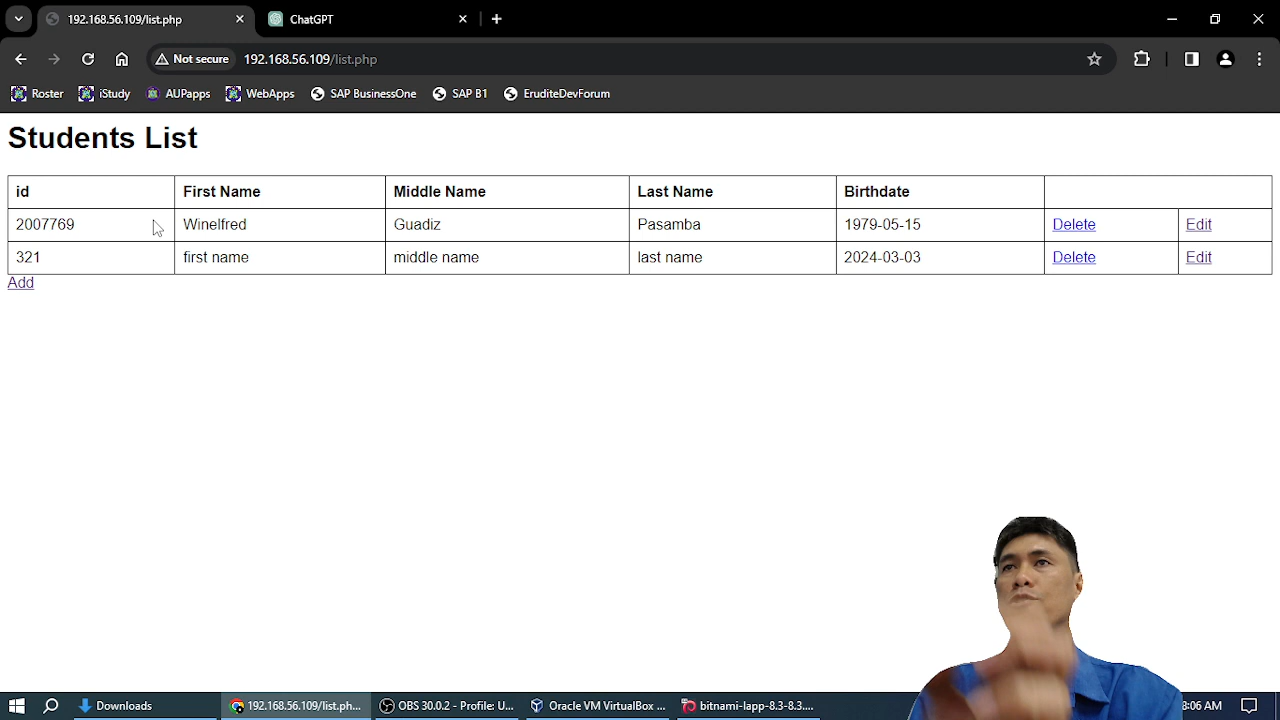 192.168.56.109/list.php
ChatGPT
Not secure
192.168.56.109/list.php
Roster
iStudy
AUPapps
WebApps
SAP BusinessOne
SAP B1
EruditeDevForum
Students List
id First Name Middle Name Last Name Birthdate
2007769 Winelfred Guadiz Pasamba 1979-05-15 Delete Edit
321 first name middle name last name 2024-03-03 Delete Edit
Add
Downloads
192.168.56.109/list.ph...
OBS 30.0.2 - Profile: U...
Oracle VM VirtualBox ...
bitnami-lapp-8.3-8.3....
:06 AM